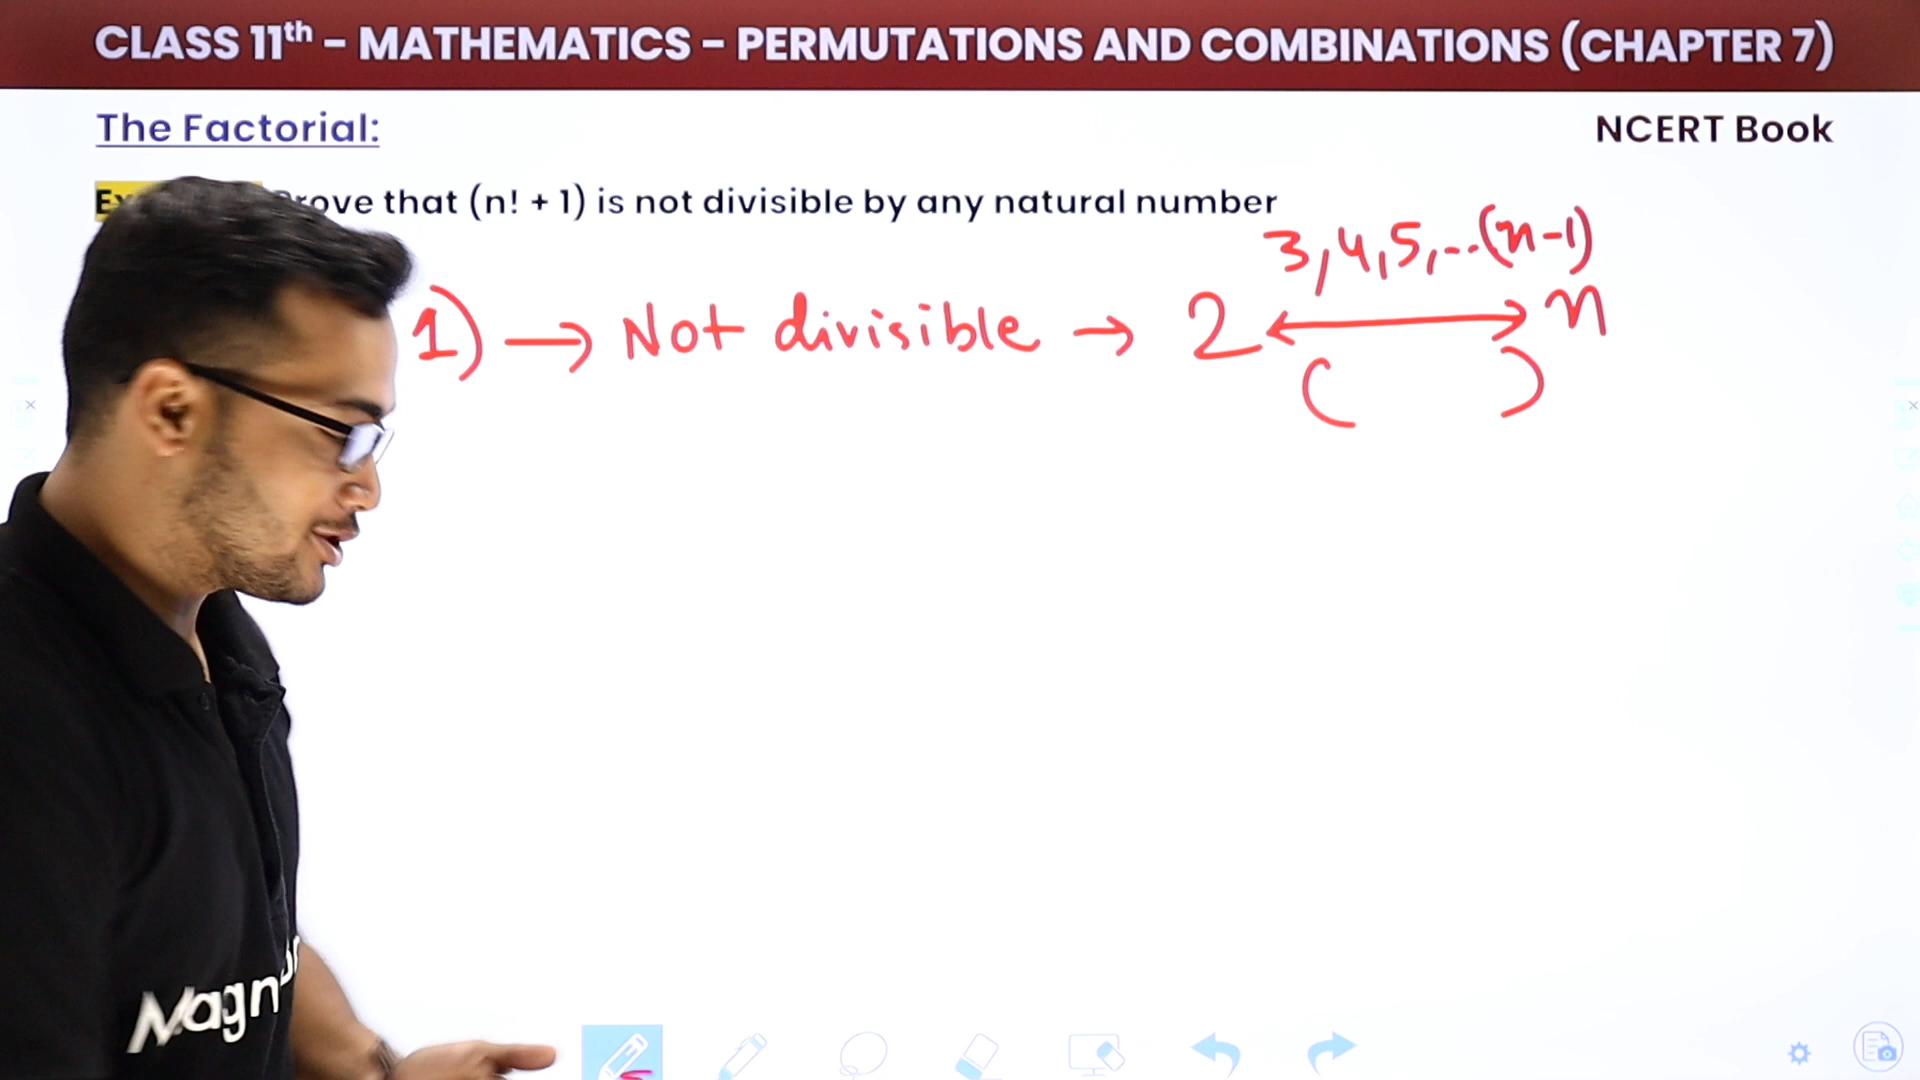 CLASS 11th - MATHEMATICS - PERMUTATIONS AND COMBINATIONS (CHAPTER 7)
The Factorial:
NCERT Book
Prove that (n! + 1) is not divisible by any natural number
3,4,5,...(n-1)
1) → Not divisible → 2 ↔ n
( )